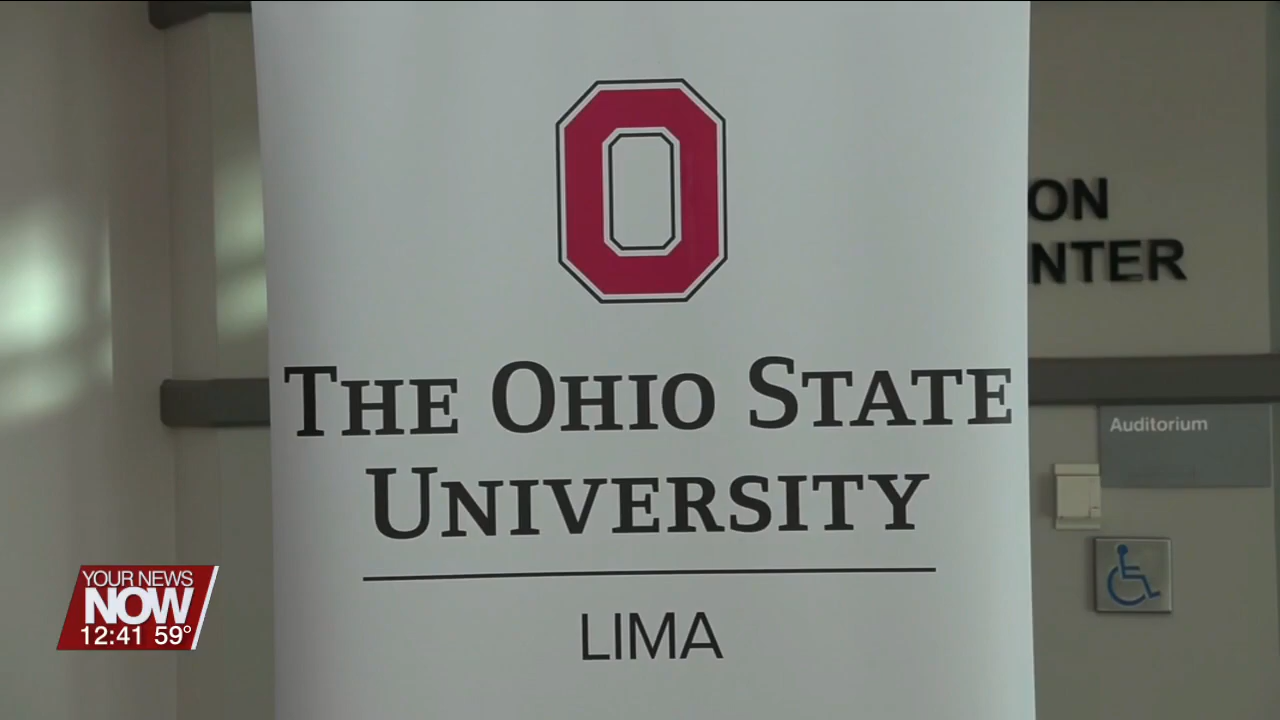 O
THE OHIO STATE
UNIVERSITY
LIMA
ON
NTER
Auditorium
YOUR NEWS
NOW
12:41 59°